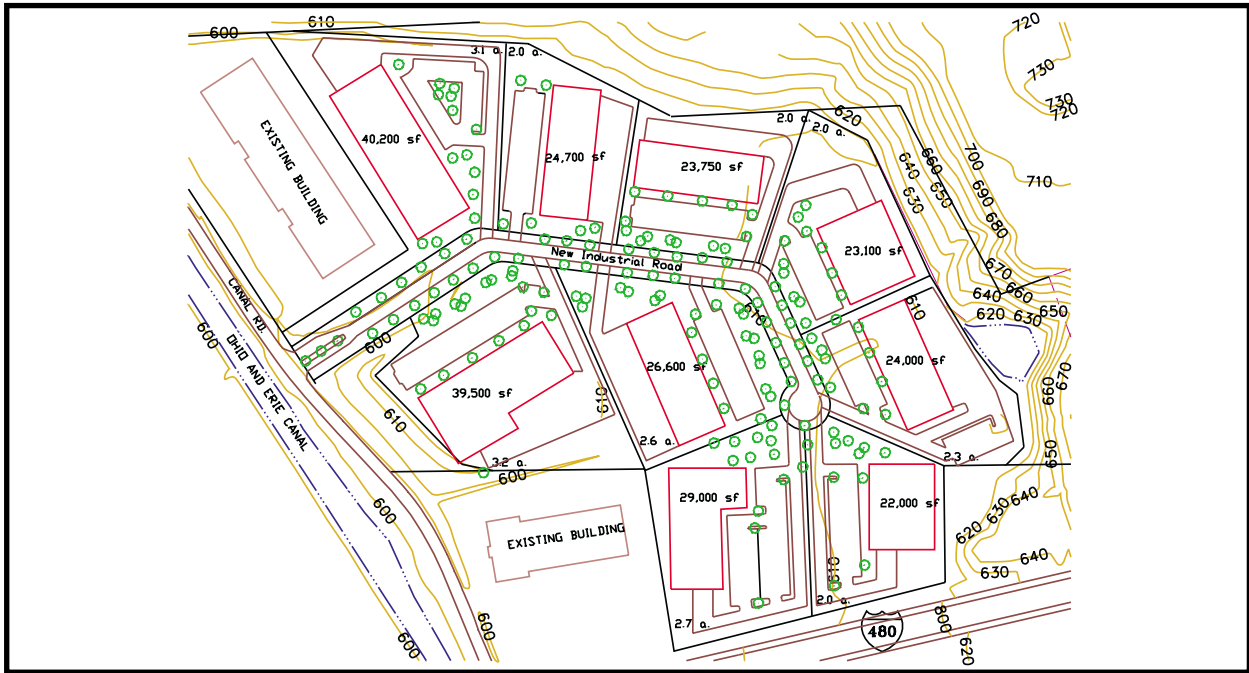 610
600
720
730
730
720
3.1 a.
2.0 a.
2.0 a.
2.0 a.
620
EXISTING BUILDING
40,200 sf
24,700 sf
23,750 sf
640
630
660
650
700
690
680
710
23,100 sf
New Industrial Road
670
660
640
650
620
630
610
610
CANAL RD.
600
OHIO AND ERIE CANAL
600
39,500 sf
610
610
26,600 sf
24,000 sf
660
670
2.6 a.
3.2 a.
600
2.3 a.
650
600
EXISTING BUILDING
29,000 sf
22,000 sf
620
630
640
640
630
610
2.0 a.
2.7 a.
480
800
620
600
600